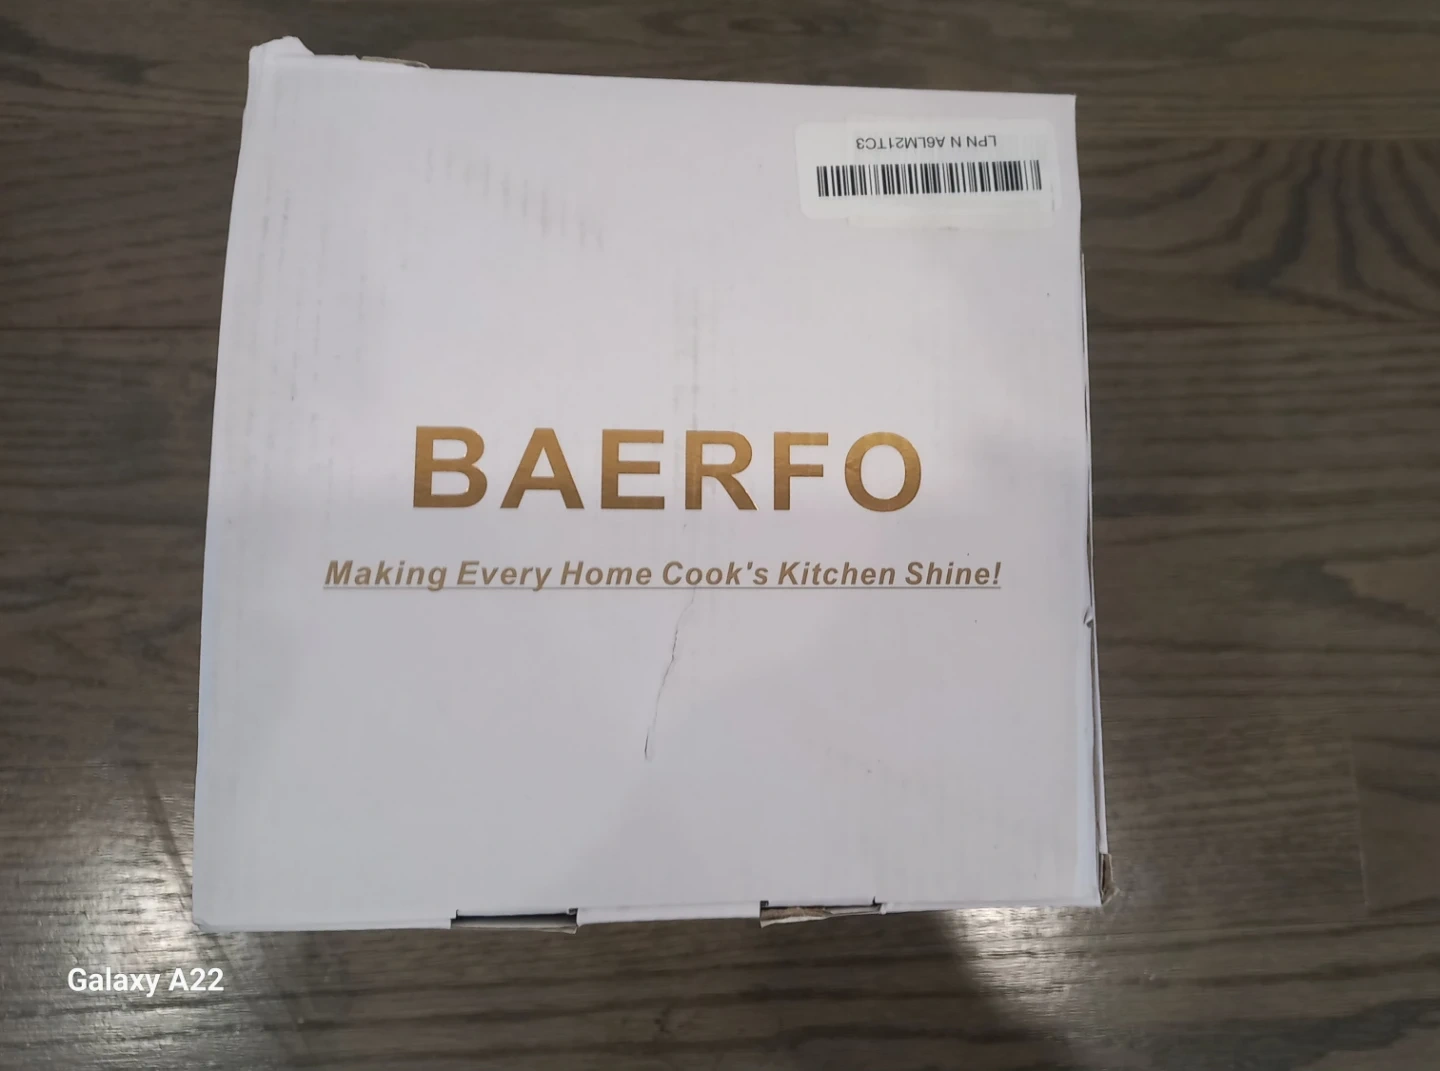 LPN N A6LM21TC3
BAERFO
Making Every Home Cook's Kitchen Shine!
Galaxy A22